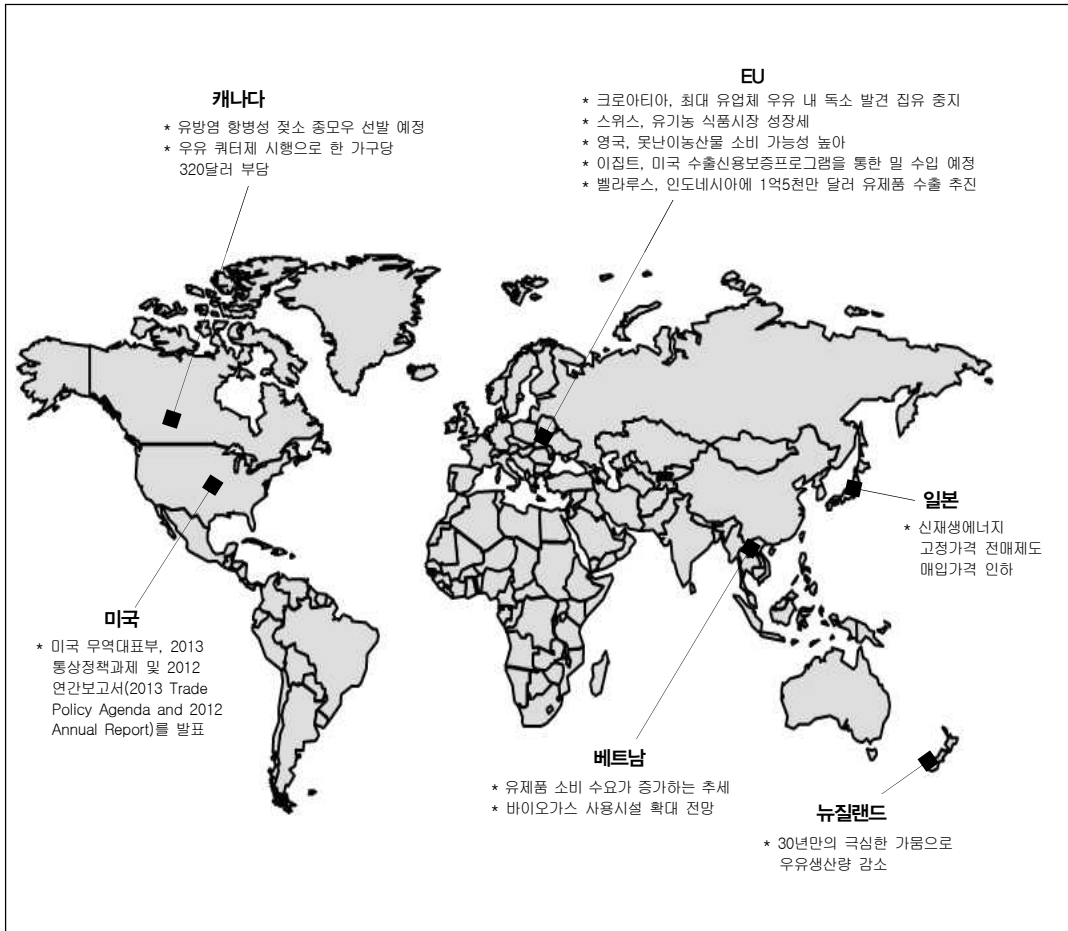 EU
* 크로아티아, 최대 유업체 우유 내 독소 발견 집유 중지
* 스위스, 유기농 식품시장 성장세
* 영국, 못난이농산물 소비 가능성 높아
* 이집트, 미국 수출신용보증프로그램을 통한 밀 수입 예정
* 벨라루스, 인도네시아에 1억5천만 달러 유제품 수출 추진
캐나다
* 유방염 항병성 젖소 종모우 선발 예정
* 우유 쿼터제 시행으로 한 가구당
320달러 부담
일본
* 신재생에너지
고정가격 전매제도
매입가격 인하
미국
* 미국 무역대표부, 2013
통상정책과제 및 2012
연간보고서(2013 Trade
Policy Agenda and 2012
Annual Report)를 발표
베트남
* 유제품 소비 수요가 증가하는 추세
* 바이오가스 사용시설 확대 전망
뉴질랜드
* 30년만의 극심한 가뭄으로
우유생산량 감소